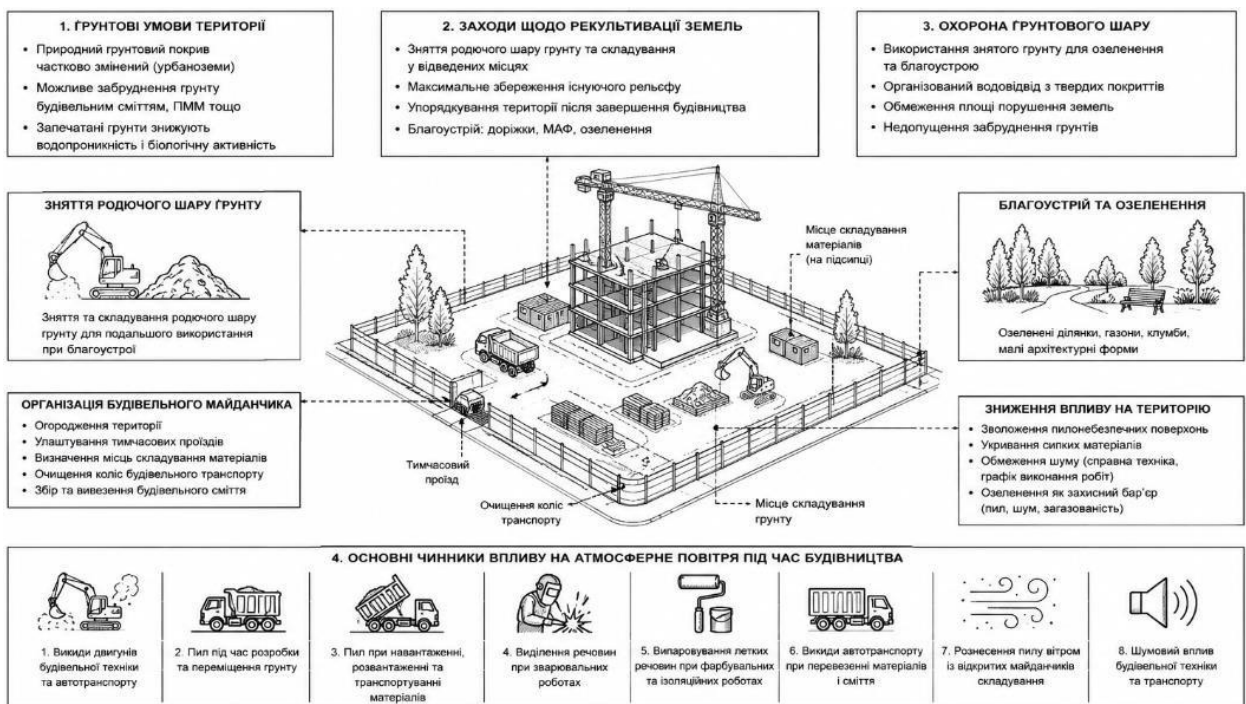 1. ҐРУНТОВІ УМОВИ ТЕРИТОРІЇ
• Природний грунтовий покрив
частково змінений (урбаноземи)
• Можливе забруднення грунту
будівельним сміттям, ПММ тощо
• Запечатані грунти знижують
водопроникність і біологічну активність
2. ЗАХОДИ ЩОДО РЕКУЛЬТИВАЦІЇ ЗЕМЕЛЬ
• Зняття родючого шару грунту та складування
у відведених місцях
• Максимальне збереження існуючого рельєфу
• Упорядкування території після завершення будівництва
• Благоустрій: доріжки, МАФ, озеленення
3. ОХОРОНА ҐРУНТОВОГО ШАРУ
• Використання знятого грунту для озеленення
та благоустрою
• Організований водовідвід з твердих покриттів
• Обмеження площі порушення земель
• Недопущення забруднення грунтів
ЗНЯТТЯ РОДЮЧОГО ШАРУ ҐРУНТУ
Зняття та складування родючого шару
грунту для подальшого використання
при благоустрої
Місце складування
матеріалів
(на підсипці)
БЛАГОУСТРІЙ ТА ОЗЕЛЕНЕННЯ
Озеленені ділянки, газони, клумби,
малі архітектурні форми
ОРГАНІЗАЦІЯ БУДІВЕЛЬНОГО МАЙДАНЧИКА
• Огородження території
• Улаштування тимчасових проїздів
• Визначення місць складування матеріалів
• Очищення коліс будівельного транспорту
• Збір та вивезення будівельного сміття
Тимчасовий
проїзд
Очищення коліс
транспорту
Місце складування
грунту
ЗНИЖЕННЯ ВПЛИВУ НА ТЕРИТОРІЮ
• Зволоження пилонебезпечних поверхонь
• Укривання сипких матеріалів
• Обмеження шуму (справна техніка,
графік виконання робіт)
• Озеленення як захисний бар'єр
(пил, шум, загазованість)
4. ОСНОВНІ ЧИННИКИ ВПЛИВУ НА АТМОСФЕРНЕ ПОВІТРЯ ПІД ЧАС БУДІВНИЦТВА
1. Викиди двигунів
будівельної техніки
та автотранспорту
2. Пил під час розробки
та переміщення грунту
3. Пил при навантаженні,
розвантаженні та
транспортуванні
матеріалів
4. Виділення речовин
при зварювальних
роботах
5. Випаровування летких
речовин при фарбувальних
та ізоляційних роботах
6. Викиди автотранспорту
при перевезенні матеріалів
і сміття
7. Рознесення пилу вітром
із відкритих майданчиків
складування
8. Шумовий вплив
будівельної техніки
та транспорту